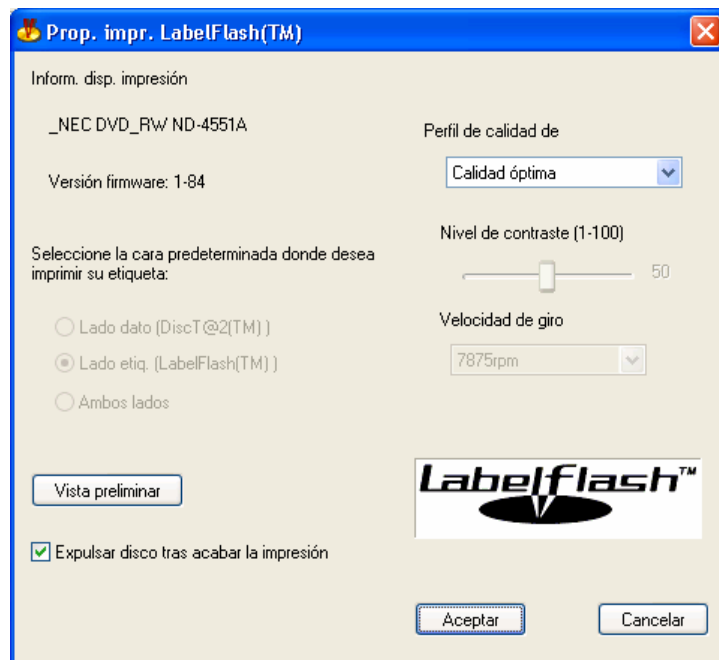 Prop. impr. LabelFlash(TM)
Inform. disp. impresión
_NEC DVD_RW ND-4551A
Versión firmware: 1-84
Seleccione la cara predeterminada donde desea
imprimir su etiqueta:
Lado dato (DiscT@2(TM) )
Lado etiq. (LabelFlash(TM) )
Ambos lados
Vista preliminar
Expulsar disco tras acabar la impresión
Perfil de calidad de
Calidad óptima
Nivel de contraste (1-100)
50
Velocidad de giro
7875rpm
Labelflash™
Aceptar
Cancelar